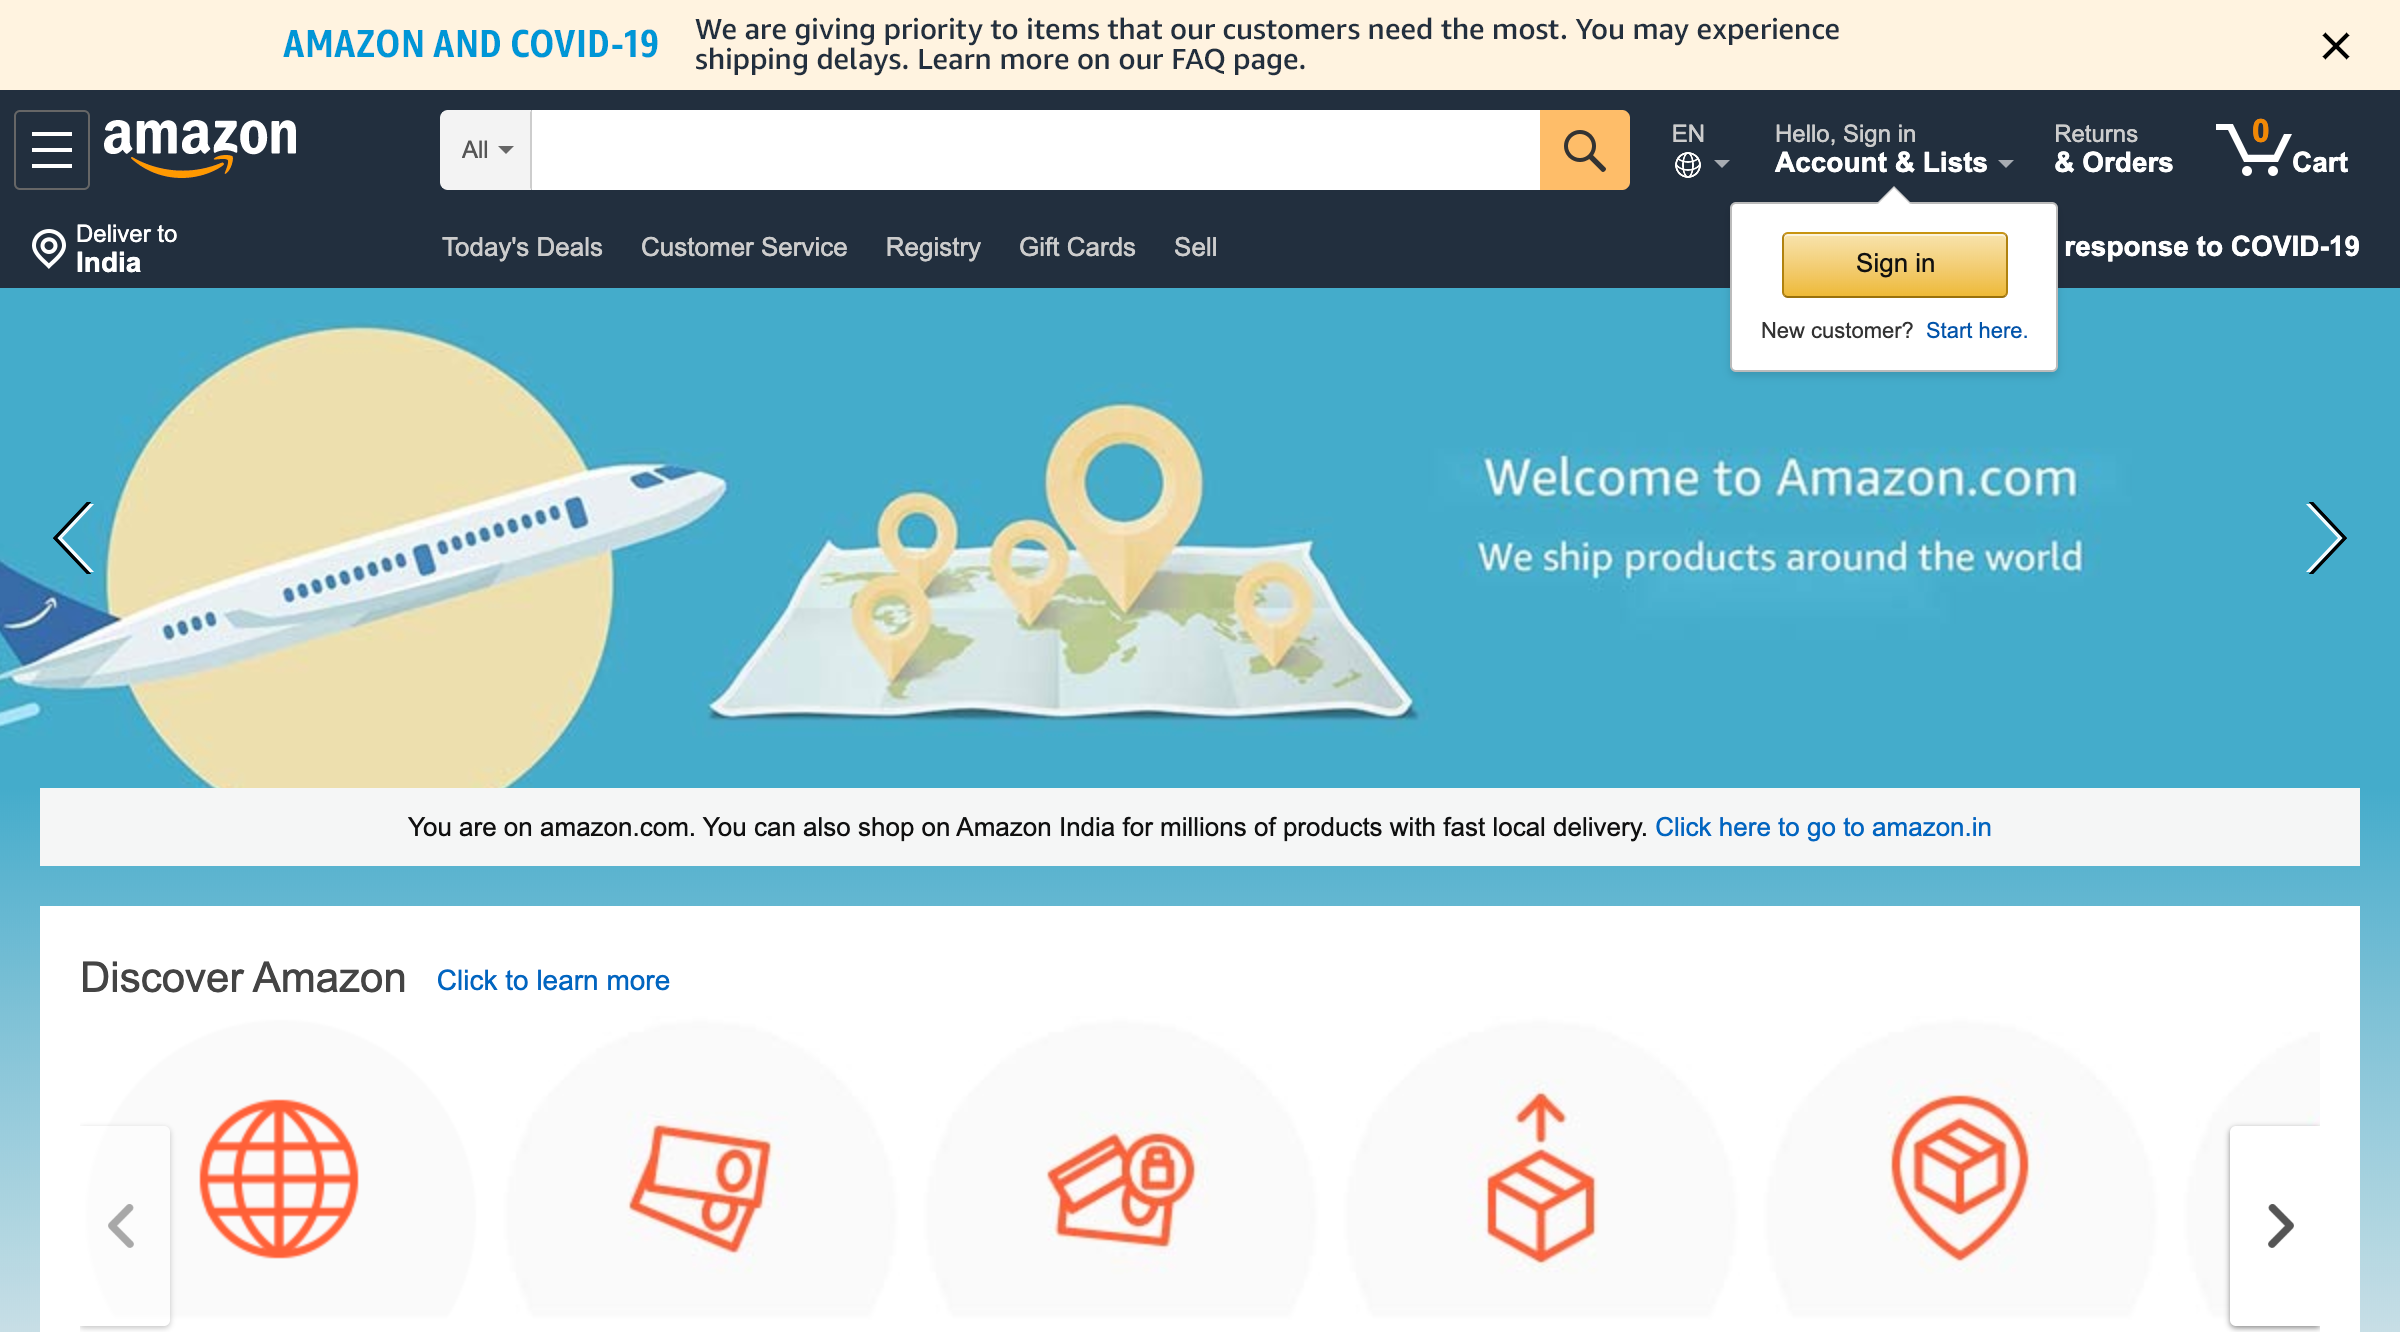 AMAZON AND COVID-19
We are giving priority to items that our customers need the most. You may experience
shipping delays. Learn more on our FAQ page.
amazon
All
EN
Hello, Sign in
Account & Lists
Returns
& Orders
0
Cart
Deliver to
India
Today's Deals
Customer Service
Registry
Gift Cards
Sell
response to COVID-19
Sign in
New customer? Start here.
Welcome to Amazon.com
We ship products around the world
You are on amazon.com. You can also shop on Amazon India for millions of products with fast local delivery. Click here to go to amazon.in
Discover Amazon
Click to learn more